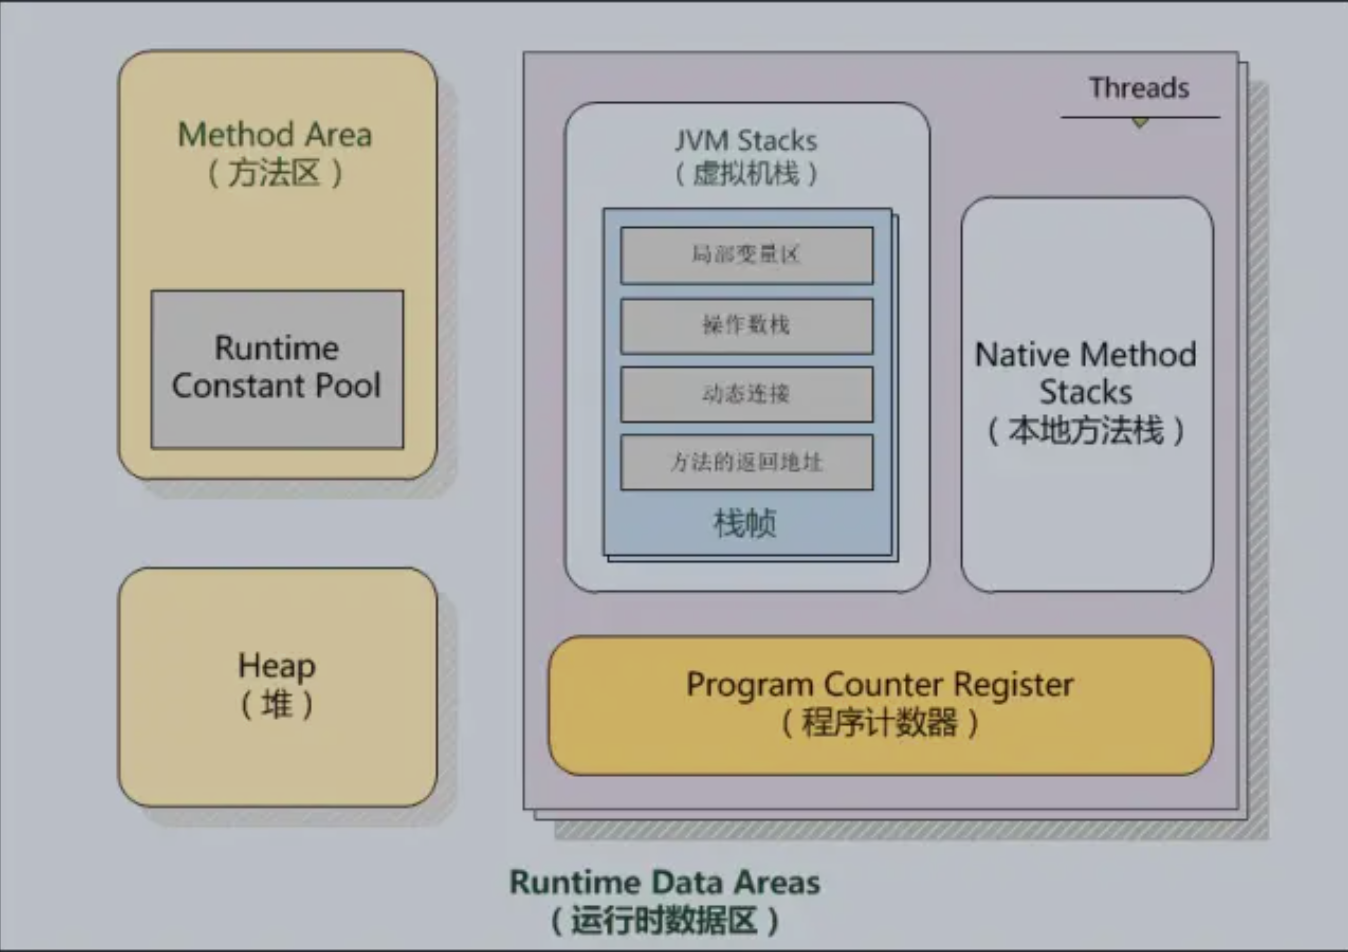 Method Area
（方法区）
Runtime
Constant Pool
Heap
（堆）
Threads
JVM Stacks
（虚拟机栈）
局部变量区
操作数栈
动态连接
方法的返回地址
栈帧
Native Method
Stacks
（本地方法栈）
Program Counter Register
（程序计数器）
Runtime Data Areas
（运行时数据区）